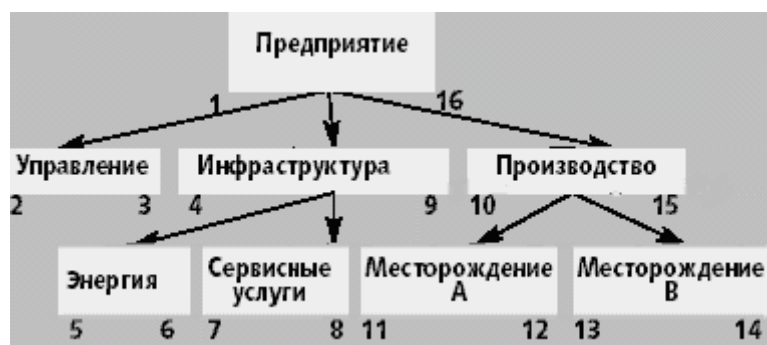 Предприятие
1 16
Управление Инфраструктура Производство
2 3 4 9 10 15
Энергия Сервисные услуги Месторождение А Месторождение В
5 6 7 8 11 12 13 14